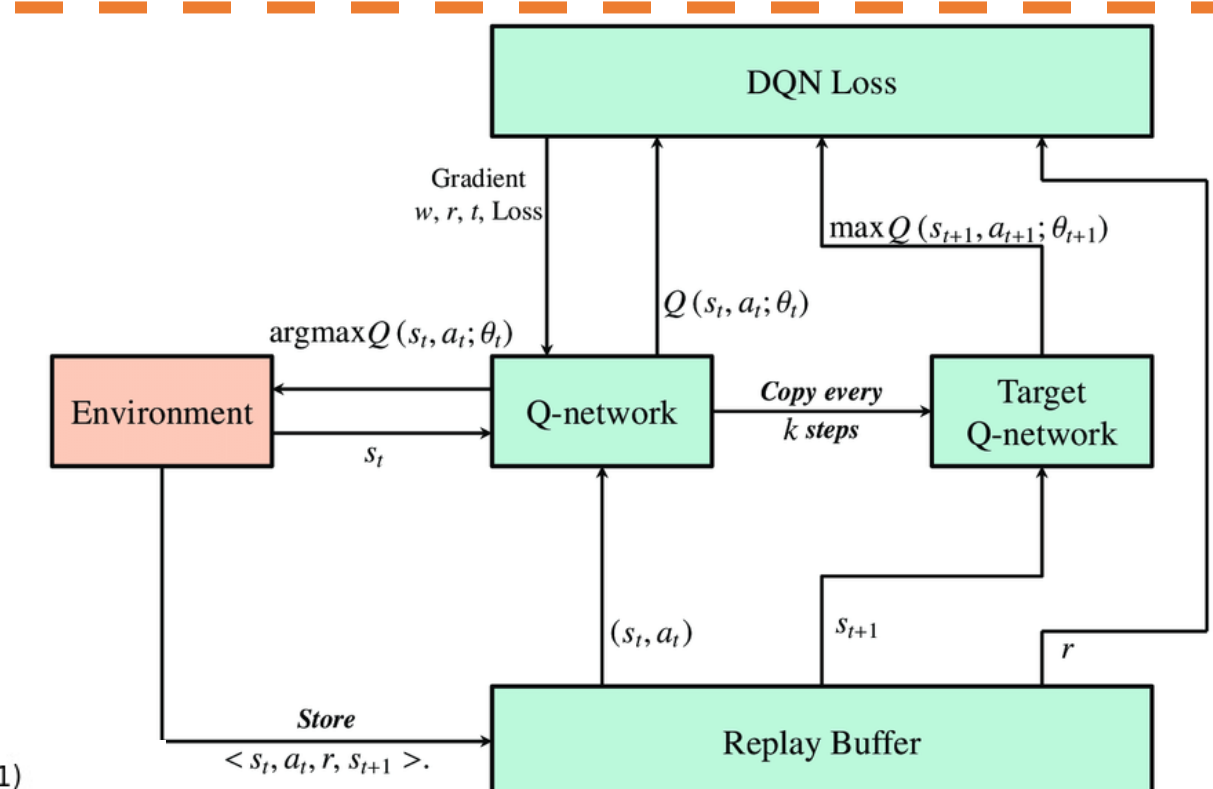 DQN Loss
Gradient
w, r, t, Loss
max Q (s_{t+1}, a_{t+1}; θ_{t+1})
Q (s_t, a_t; θ_t)
argmax Q (s_t, a_t; θ_t)
Environment
Q-network
Copy every
k steps
Target
Q-network
s_t
(s_t, a_t)
s_{t+1}
r
Store
< s_t, a_t, r, s_{t+1} >.
Replay Buffer
1)